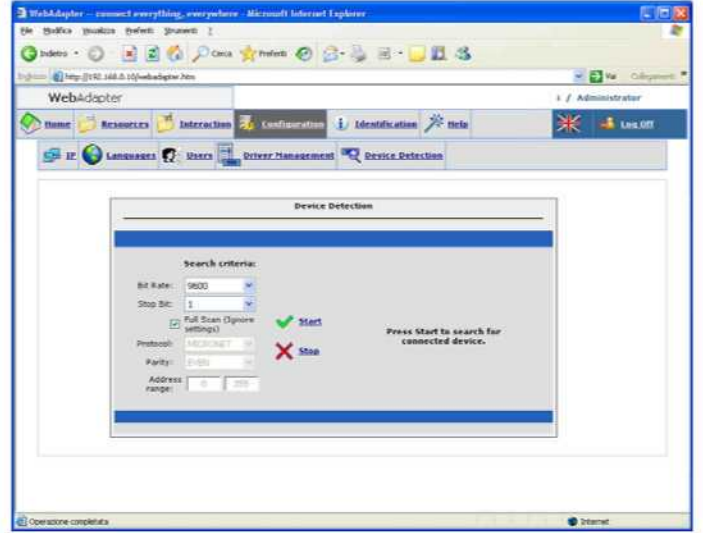 WebAdapter -- connect everything, everywhere - Microsoft Internet Explorer
File Modifica Visualizza Preferiti Strumenti ?
Indietro Cerca Preferiti
Indirizzo http://192.168.0.10/webadapter.htm Vai Collegamenti
WebAdapter / Administrator
Home Resources Interaction Configuration Identification Help Log Off
IP Languages Users Driver Management Device Detection
Device Detection
Search criteria:
Bit Rate: 9600
Stop Bit: 1
Full Scan (Ignore
settings)
Start
Press Start to search for
connected device.
Protocol: MICRONET
Stop
Parity: EVEN
Address
range: 0 255
Operazione completata Internet